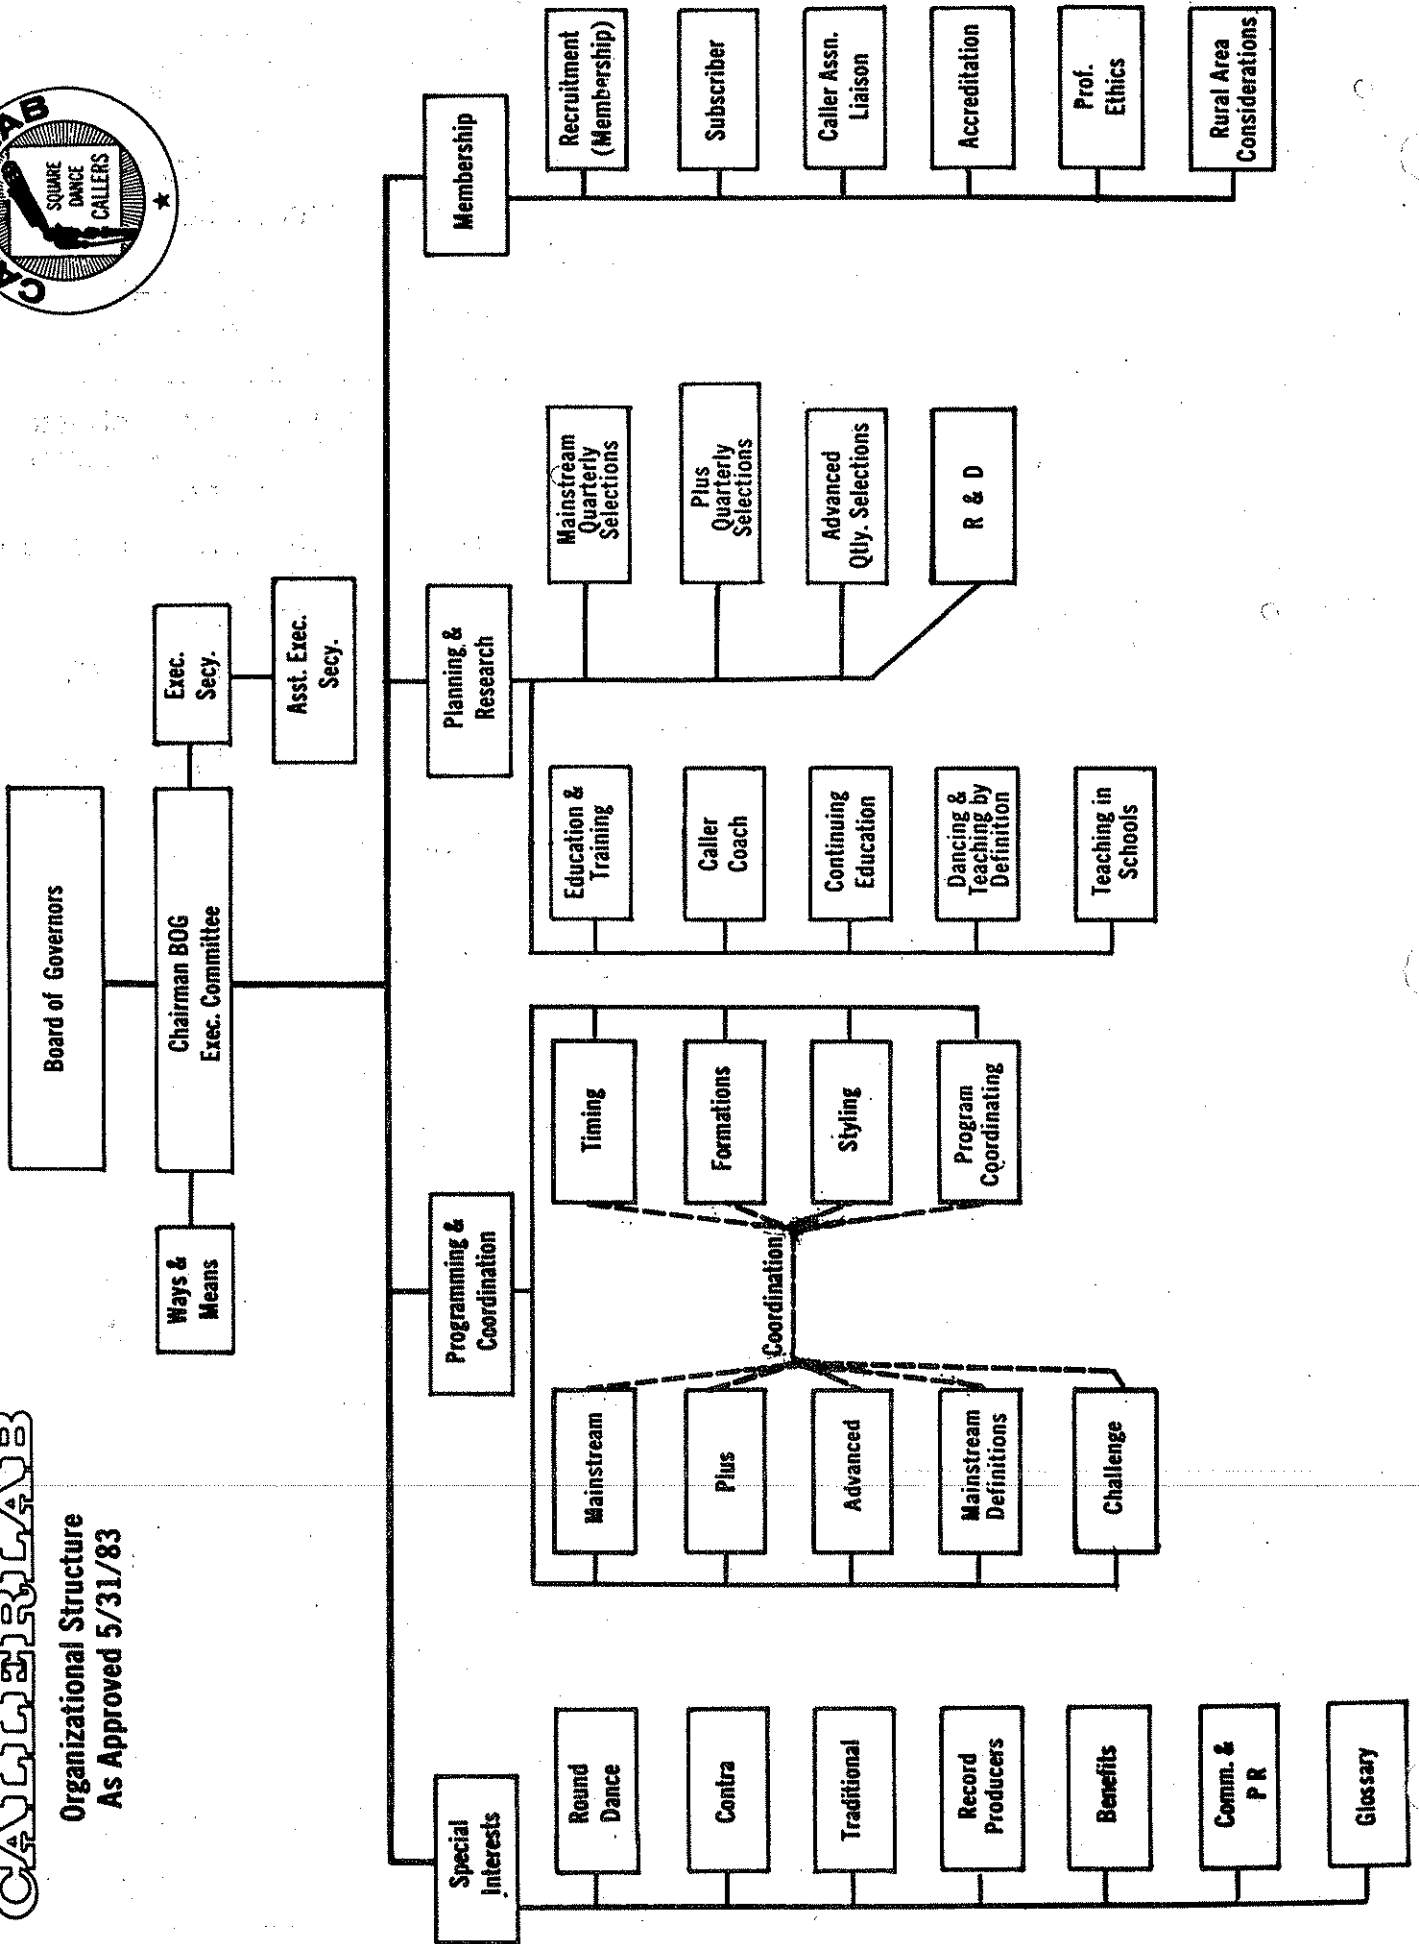 CALLERLAB
Organizational Structure
As Approved 5/31/83
CALLERLAB
SQUARE
DANCE
CALLERS
Board of Governors
Ways &
Means
Chairman BOG
Exec. Committee
Exec.
Secy.
Asst. Exec.
Secy.
Special
Interests
Round
Dance
Contra
Traditional
Record
Producers
Benefits
Comm. &
P R
Glossary
Programming &
Coordination
Mainstream
Plus
Advanced
Mainstream
Definitions
Challenge
Coordination
Timing
Formations
Styling
Program
Coordinating
Planning &
Research
Education &
Training
Caller
Coach
Continuing
Education
Dancing &
Teaching by
Definition
Teaching in
Schools
Mainstream
Quarterly
Selections
Plus
Quarterly
Selections
Advanced
Qtly. Selections
R & D
Membership
Recruitment
(Membership)
Subscriber
Caller Assn.
Liaison
Accreditation
Prof.
Ethics
Rural Area
Considerations